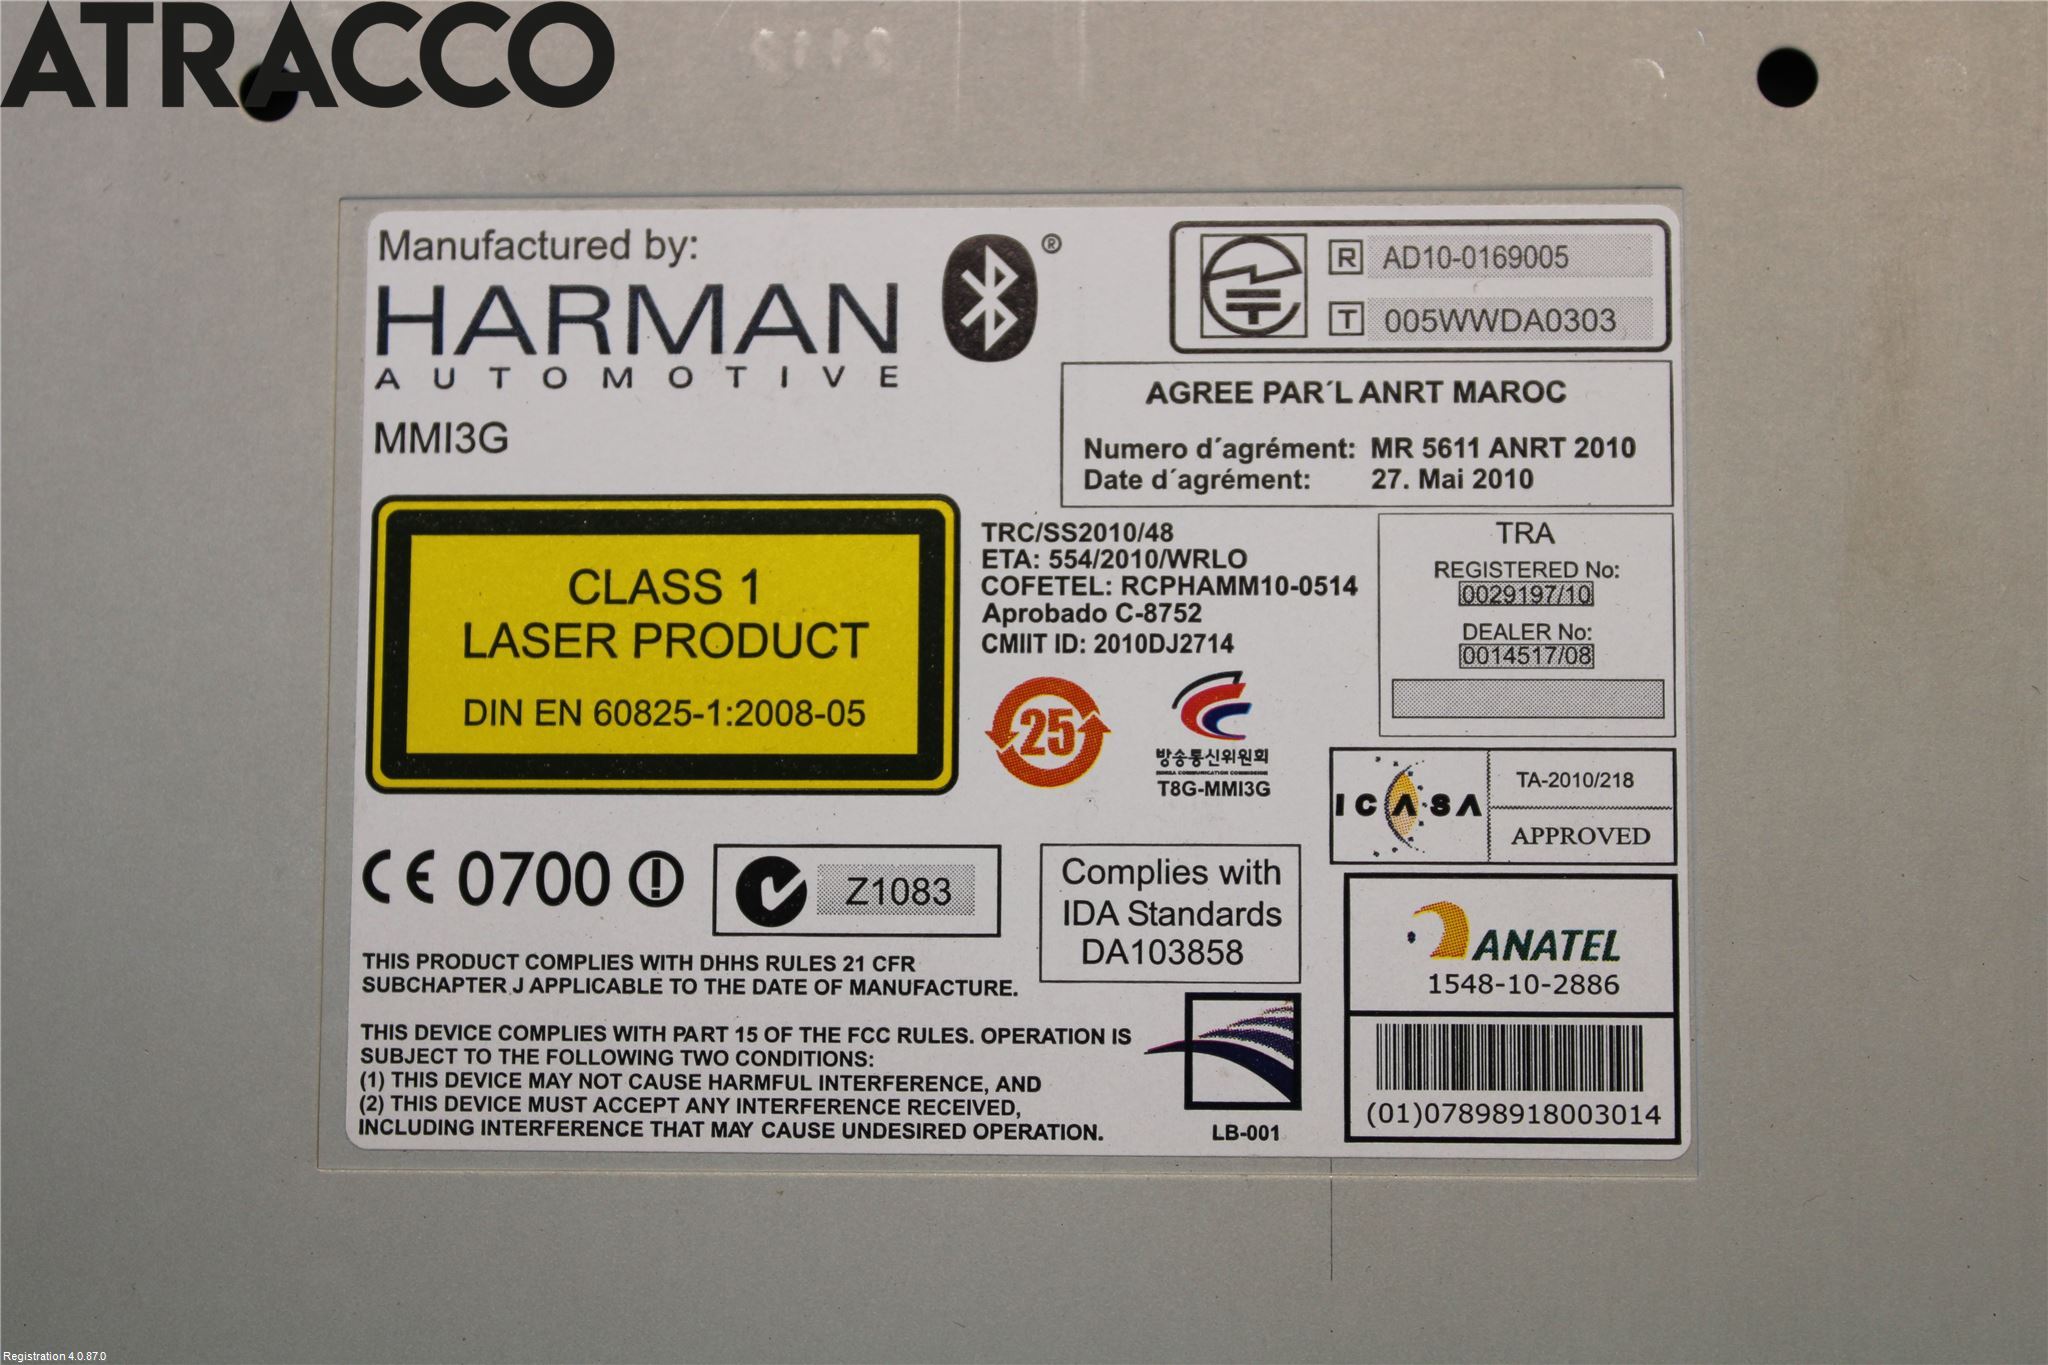 ATRACCO
Manufactured by:
HARMAN
AUTOMOTIVE
MMI3G
®
R AD10-0169005
T 005WWDA0303
AGREE PAR´L ANRT MAROC
Numero d´agrément: MR 5611 ANRT 2010
Date d´agrément: 27. Mai 2010
CLASS 1
LASER PRODUCT
DIN EN 60825-1:2008-05
TRC/SS2010/48
ETA: 554/2010/WRLO
COFETEL: RCPHAMM10-0514
Aprobado C-8752
CMIIT ID: 2010DJ2714
25
방송통신위원회
KOREA COMMUNICATION COMMISSION
T8G-MMI3G
TRA
REGISTERED No:
0029197/10
DEALER No:
0014517/08
ICASA
TA-2010/218
APPROVED
CE 0700
Z1083
Complies with
IDA Standards
DA103858
ANATEL
1548-10-2886
(01)07898918003014
THIS PRODUCT COMPLIES WITH DHHS RULES 21 CFR
SUBCHAPTER J APPLICABLE TO THE DATE OF MANUFACTURE.
THIS DEVICE COMPLIES WITH PART 15 OF THE FCC RULES. OPERATION IS
SUBJECT TO THE FOLLOWING TWO CONDITIONS:
(1) THIS DEVICE MAY NOT CAUSE HARMFUL INTERFERENCE, AND
(2) THIS DEVICE MUST ACCEPT ANY INTERFERENCE RECEIVED,
INCLUDING INTERFERENCE THAT MAY CAUSE UNDESIRED OPERATION.
LB-001
Registration 4.0.87.0